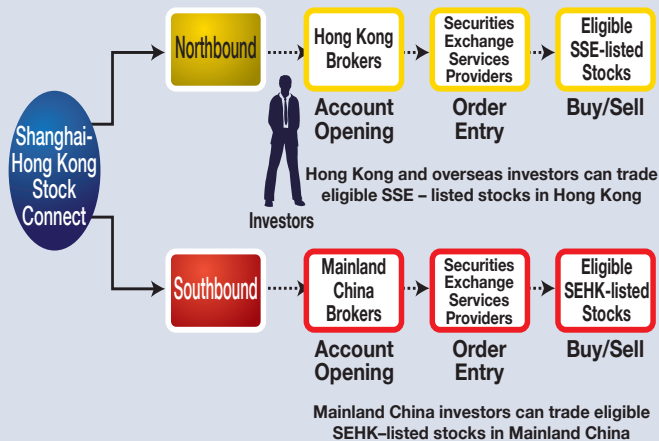 Shanghai-
Hong Kong
Stock
Connect
Northbound
Hong Kong
Brokers
Securities
Exchange
Services
Providers
Eligible
SSE-listed
Stocks
Account
Opening
Order
Entry
Buy/Sell
Hong Kong and overseas investors can trade
eligible SSE – listed stocks in Hong Kong
Investors
Southbound
Mainland
China
Brokers
Securities
Exchange
Services
Providers
Eligible
SEHK-listed
Stocks
Account
Opening
Order
Entry
Buy/Sell
Mainland China investors can trade eligible
SEHK–listed stocks in Mainland China